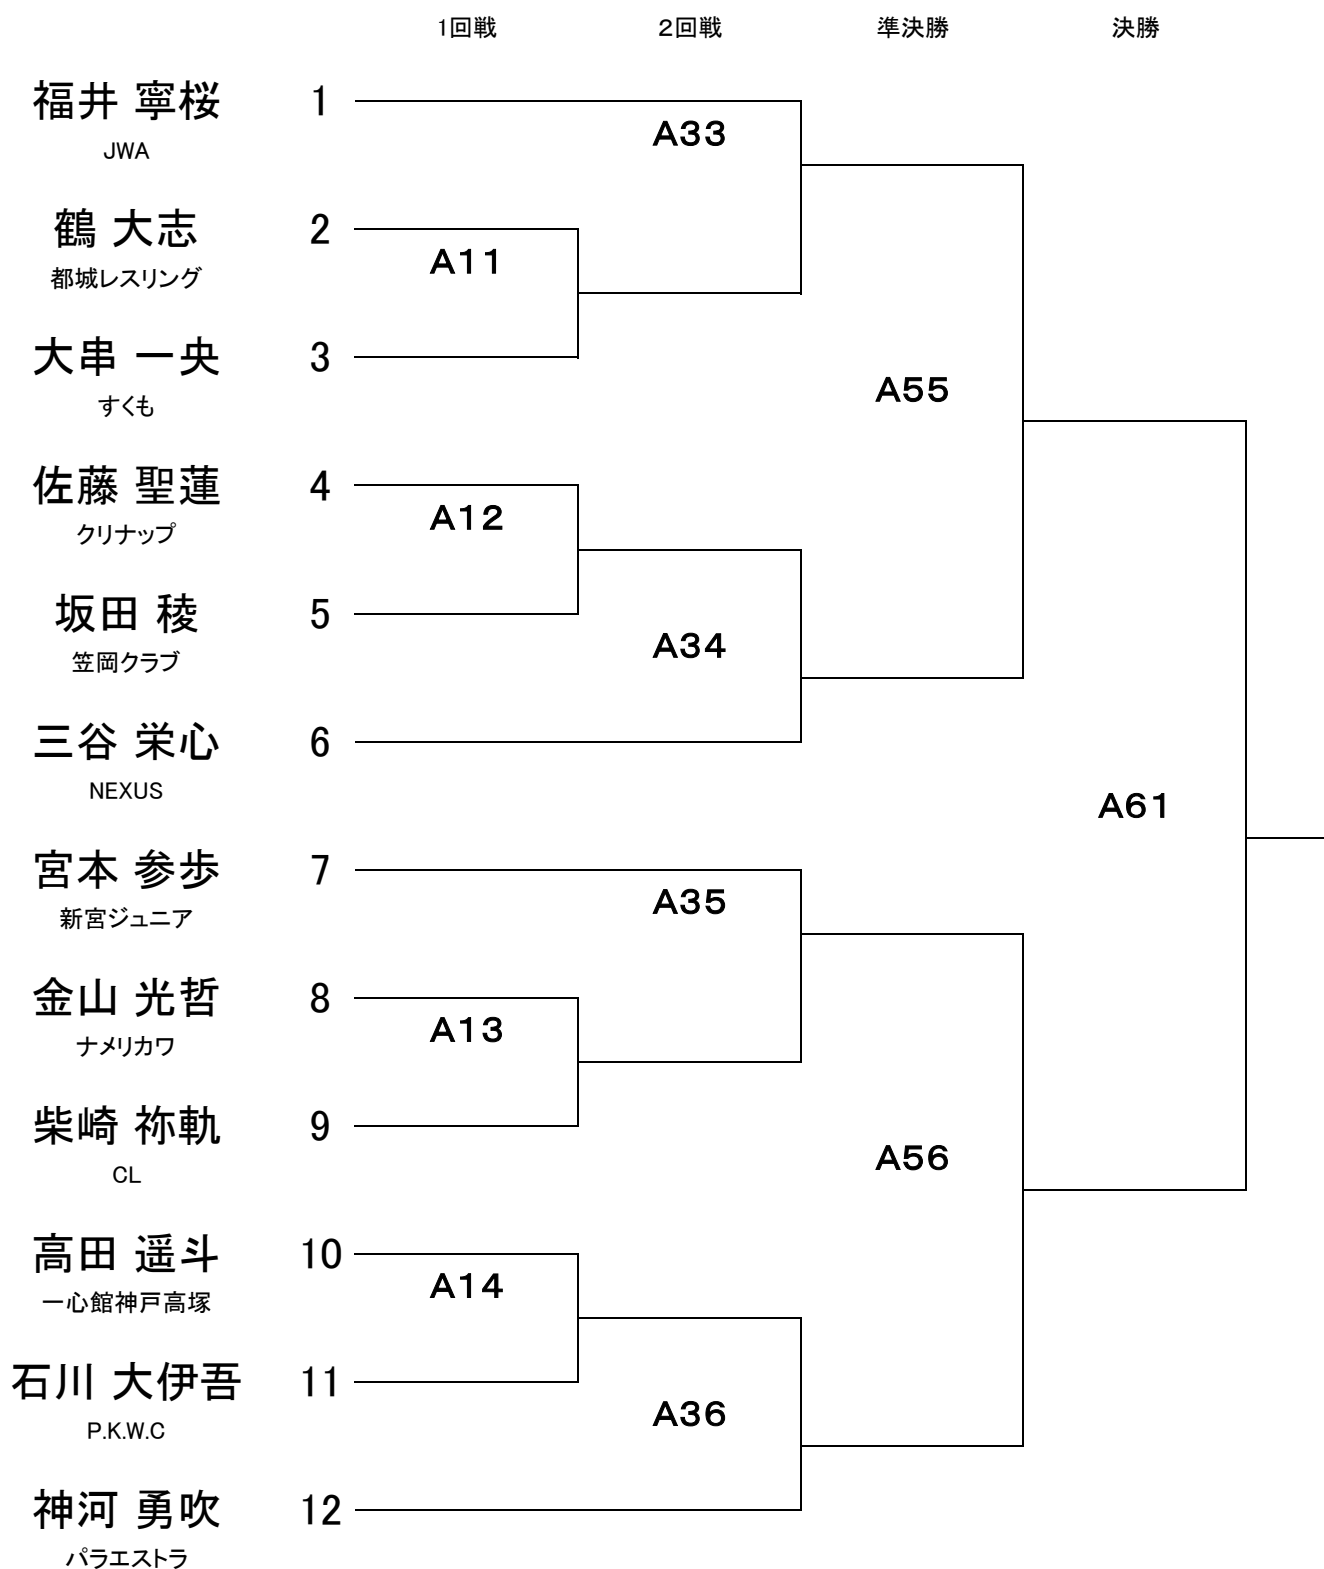 1回戦 2回戦 準決勝 決勝
福井 寧桜 1
A33
JWA
鶴 大志 2
A11
都城レスリング
大串 一央 3
A55
すくも
佐藤 聖蓮 4
A12
クリナップ
坂田 稜 5
A34
笠岡クラブ
三谷 栄心 6
NEXUS
A61
宮本 参歩 7
A35
新宮ジュニア
金山 光哲 8
A13
ナメリカワ
柴崎 祢軌 9
A56
CL
高田 遥斗 10
A14
一心館神戸高塚
石川 大伊吾 11
A36
P.K.W.C
神河 勇吹 12
パラエストラ